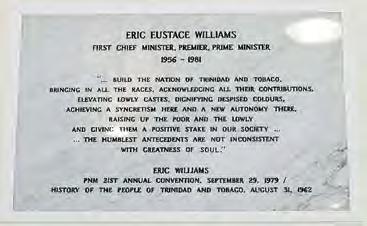 ERIC EUSTACE WILLIAMS
FIRST CHIEF MINISTER, PREMIER, PRIME MINISTER
1956 - 1981
"... BUILD THE NATION OF TRINIDAD AND TOBAGO,
BRINGING IN ALL THE RACES, ACKNOWLEDGING ALL THEIR CONTRIBUTIONS,
ELEVATING LOWLY CASTES, DIGNIFYING DESPISED COLOURS,
ACHIEVING A SYNCRETISM HERE AND A NEW AUTONOMY THERE,
RAISING UP THE POOR AND THE LOWLY
AND GIVING THEM A POSITIVE STAKE IN OUR SOCIETY ...
... THE HUMBLEST ANTECEDENTS ARE NOT INCONSISTENT
WITH GREATNESS OF SOUL."
ERIC WILLIAMS
PNM 21ST ANNUAL CONVENTION, SEPTEMBER 29, 1979 /
HISTORY OF THE PEOPLE OF TRINIDAD AND TOBAGO, AUGUST 31, 1962